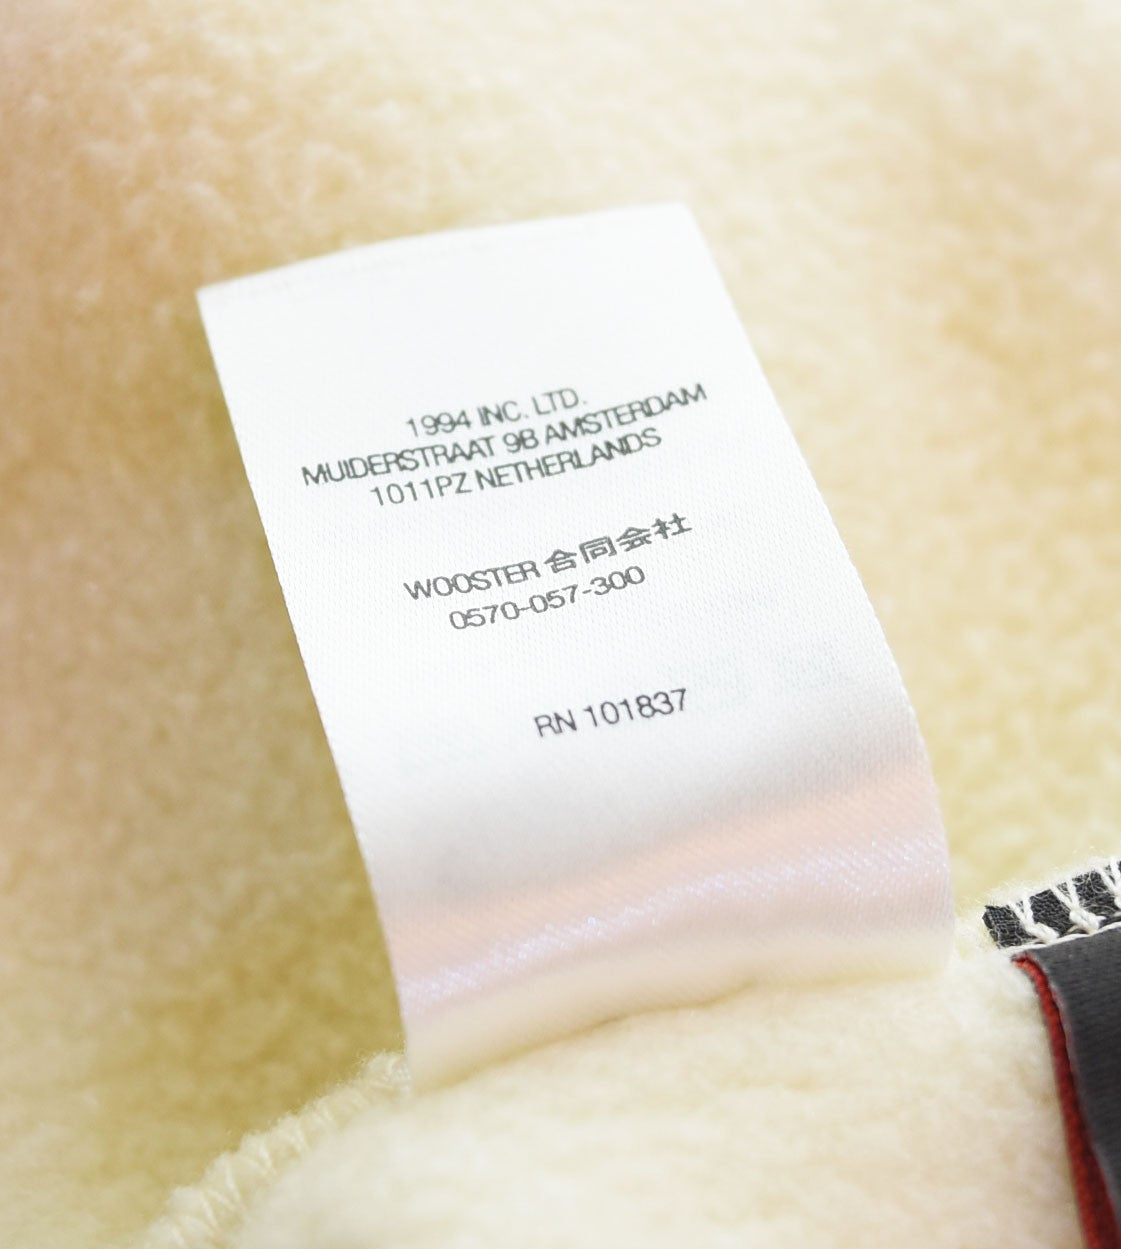 1994 INC. LTD.
MUIDERSTRAAT 9B AMSTERDAM
1011PZ NETHERLANDS
WOOSTER 合同会社
0570-057-300
RN 101837